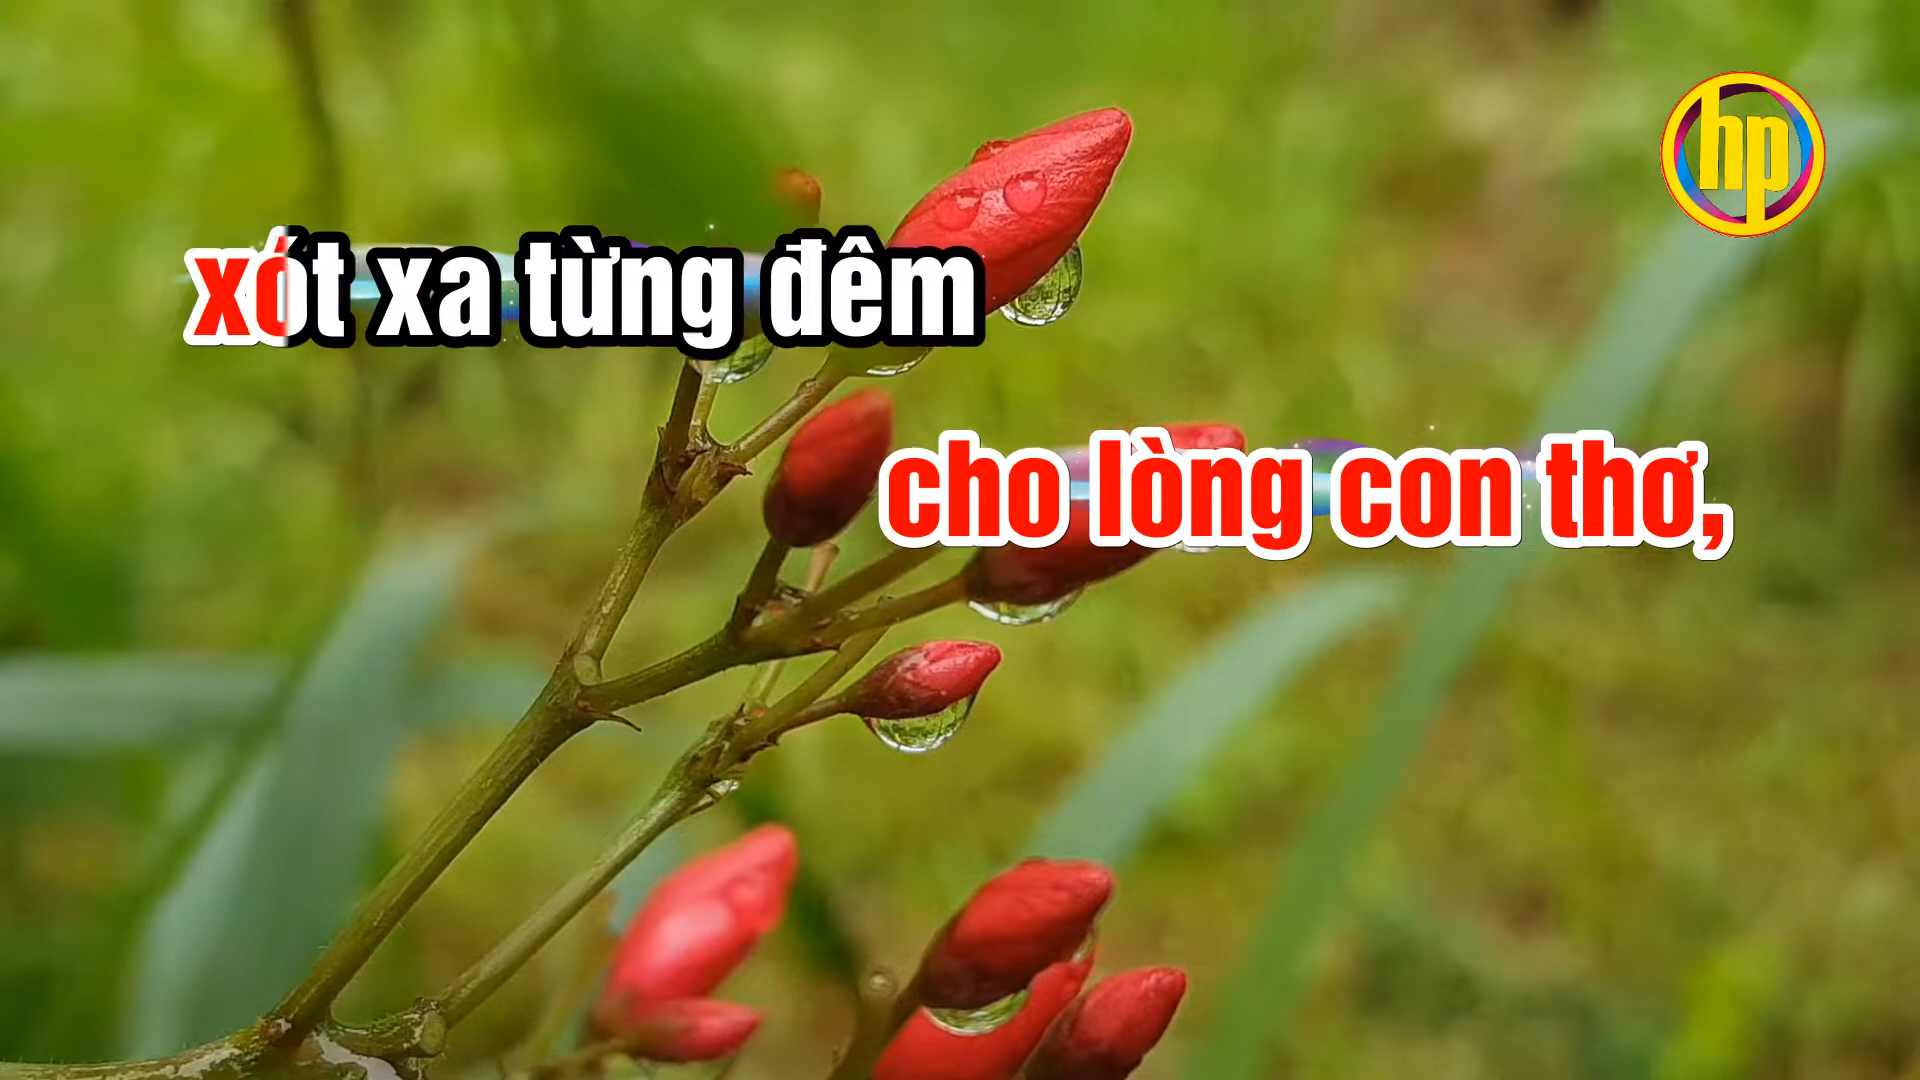 hp
xót xa từng đêm
cho lòng con thơ,